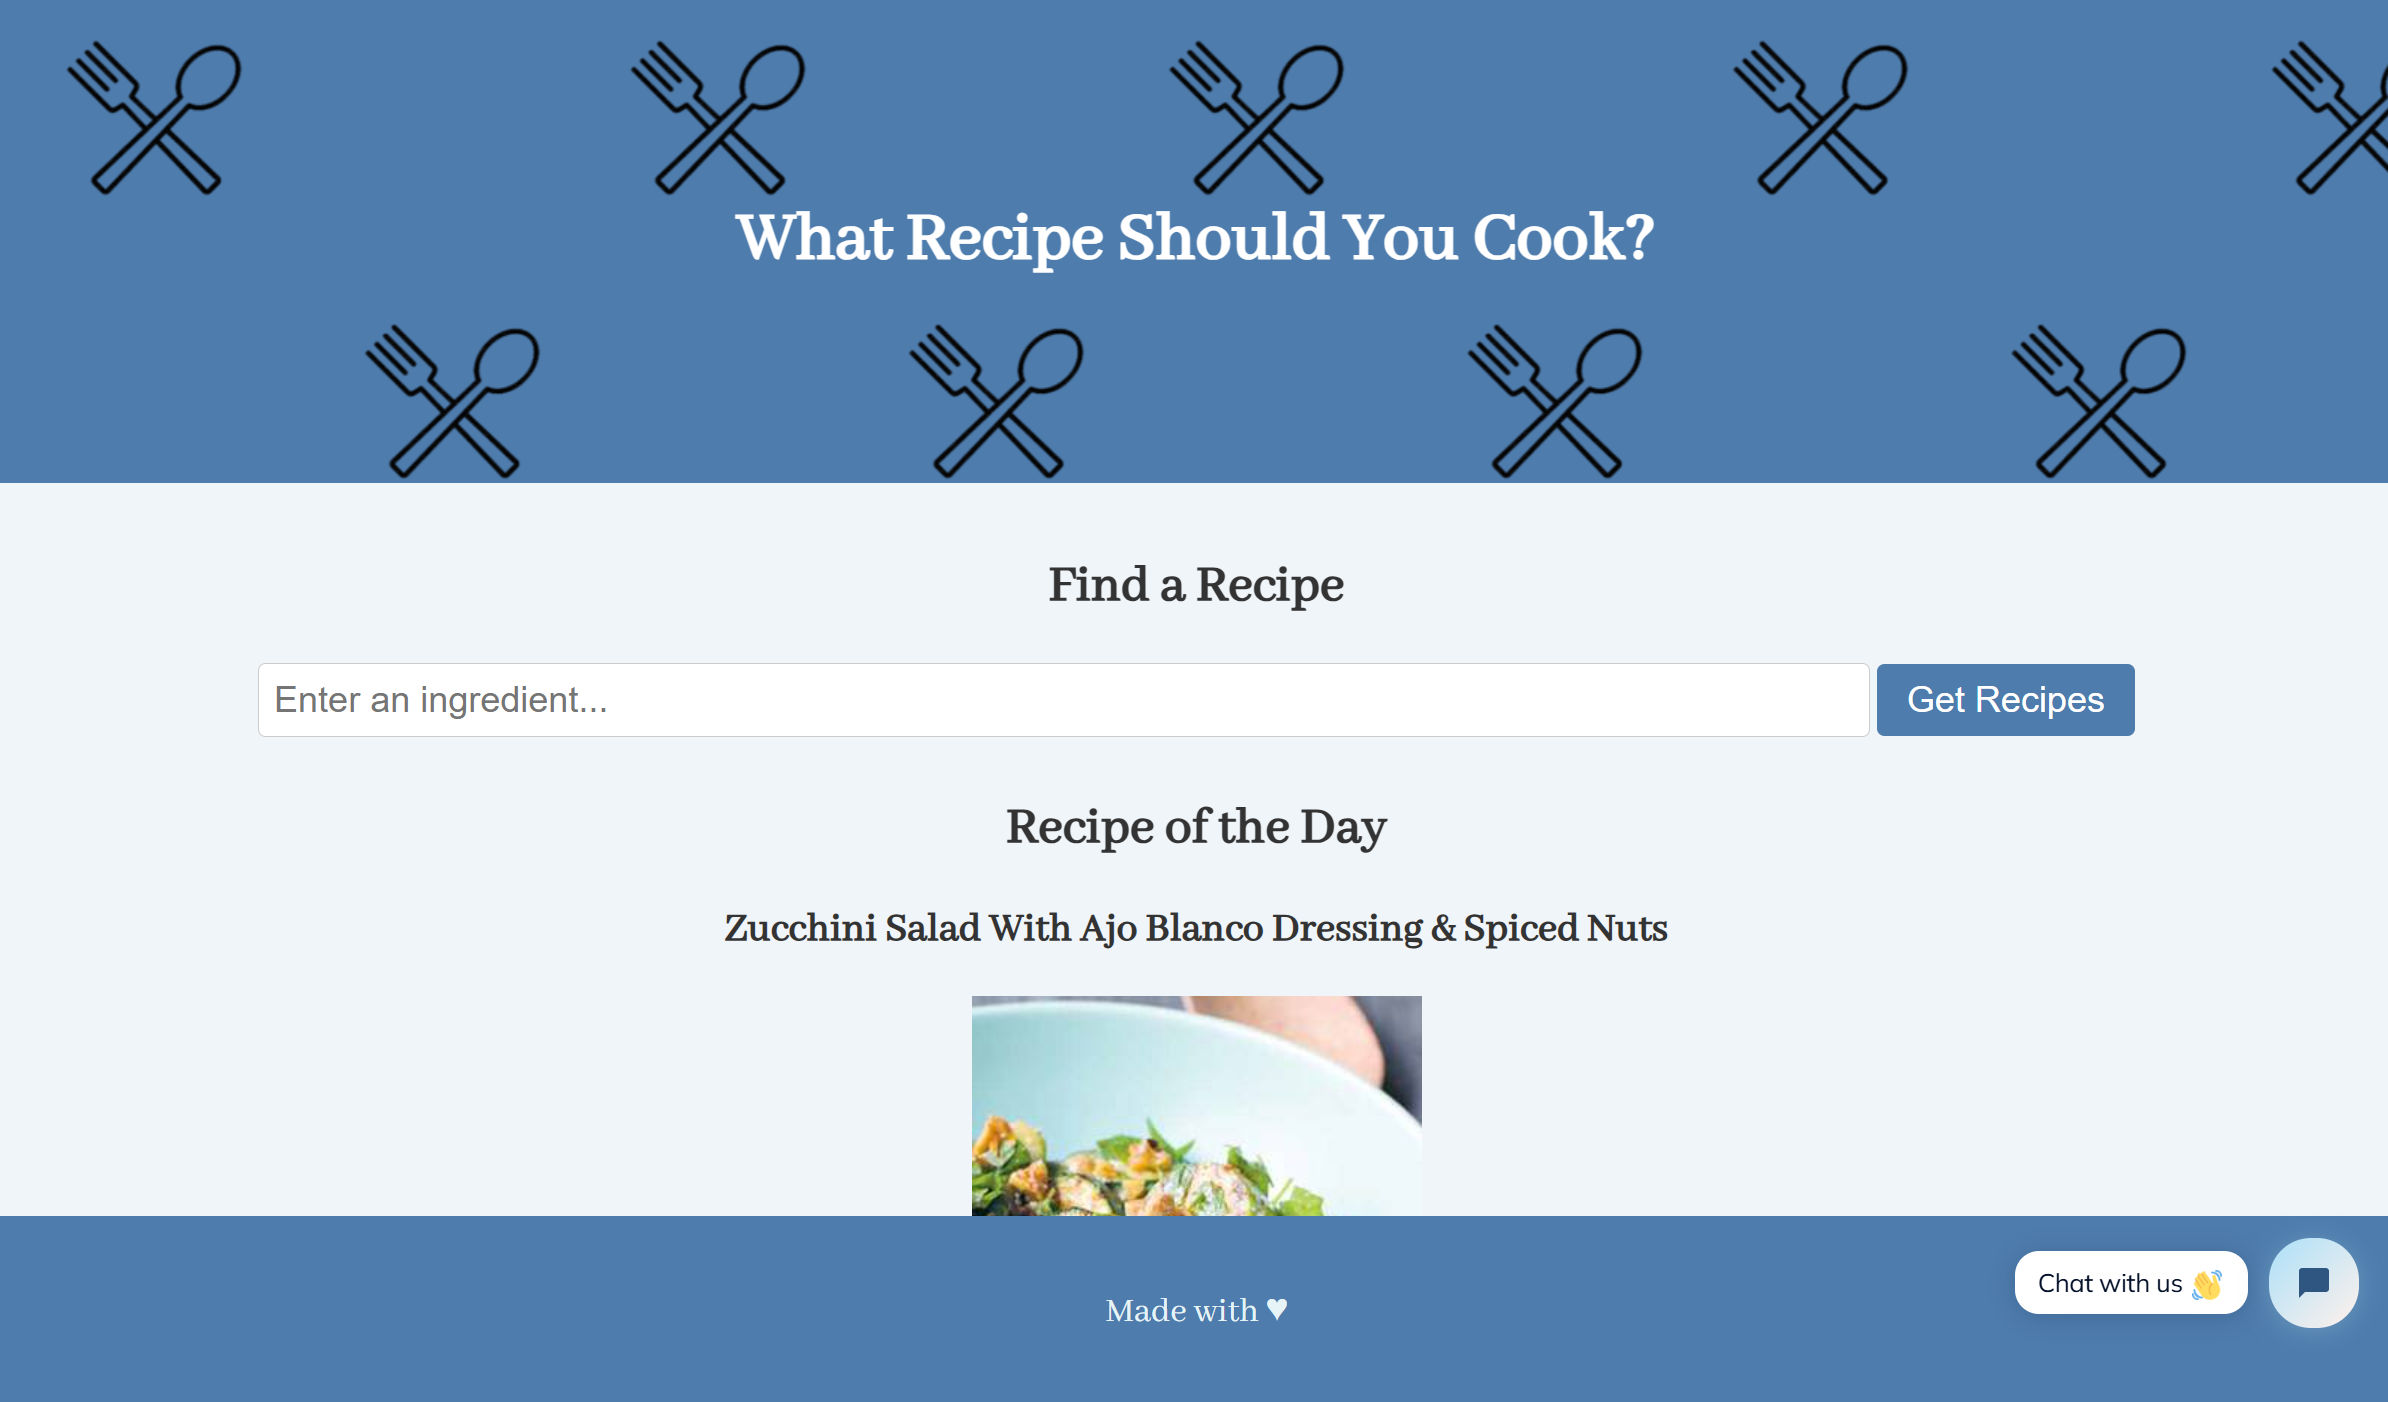 What Recipe Should You Cook?
Find a Recipe
Enter an ingredient...
Get Recipes
Recipe of the Day
Zucchini Salad With Ajo Blanco Dressing & Spiced Nuts
Chat with us 👋
Made with ♥